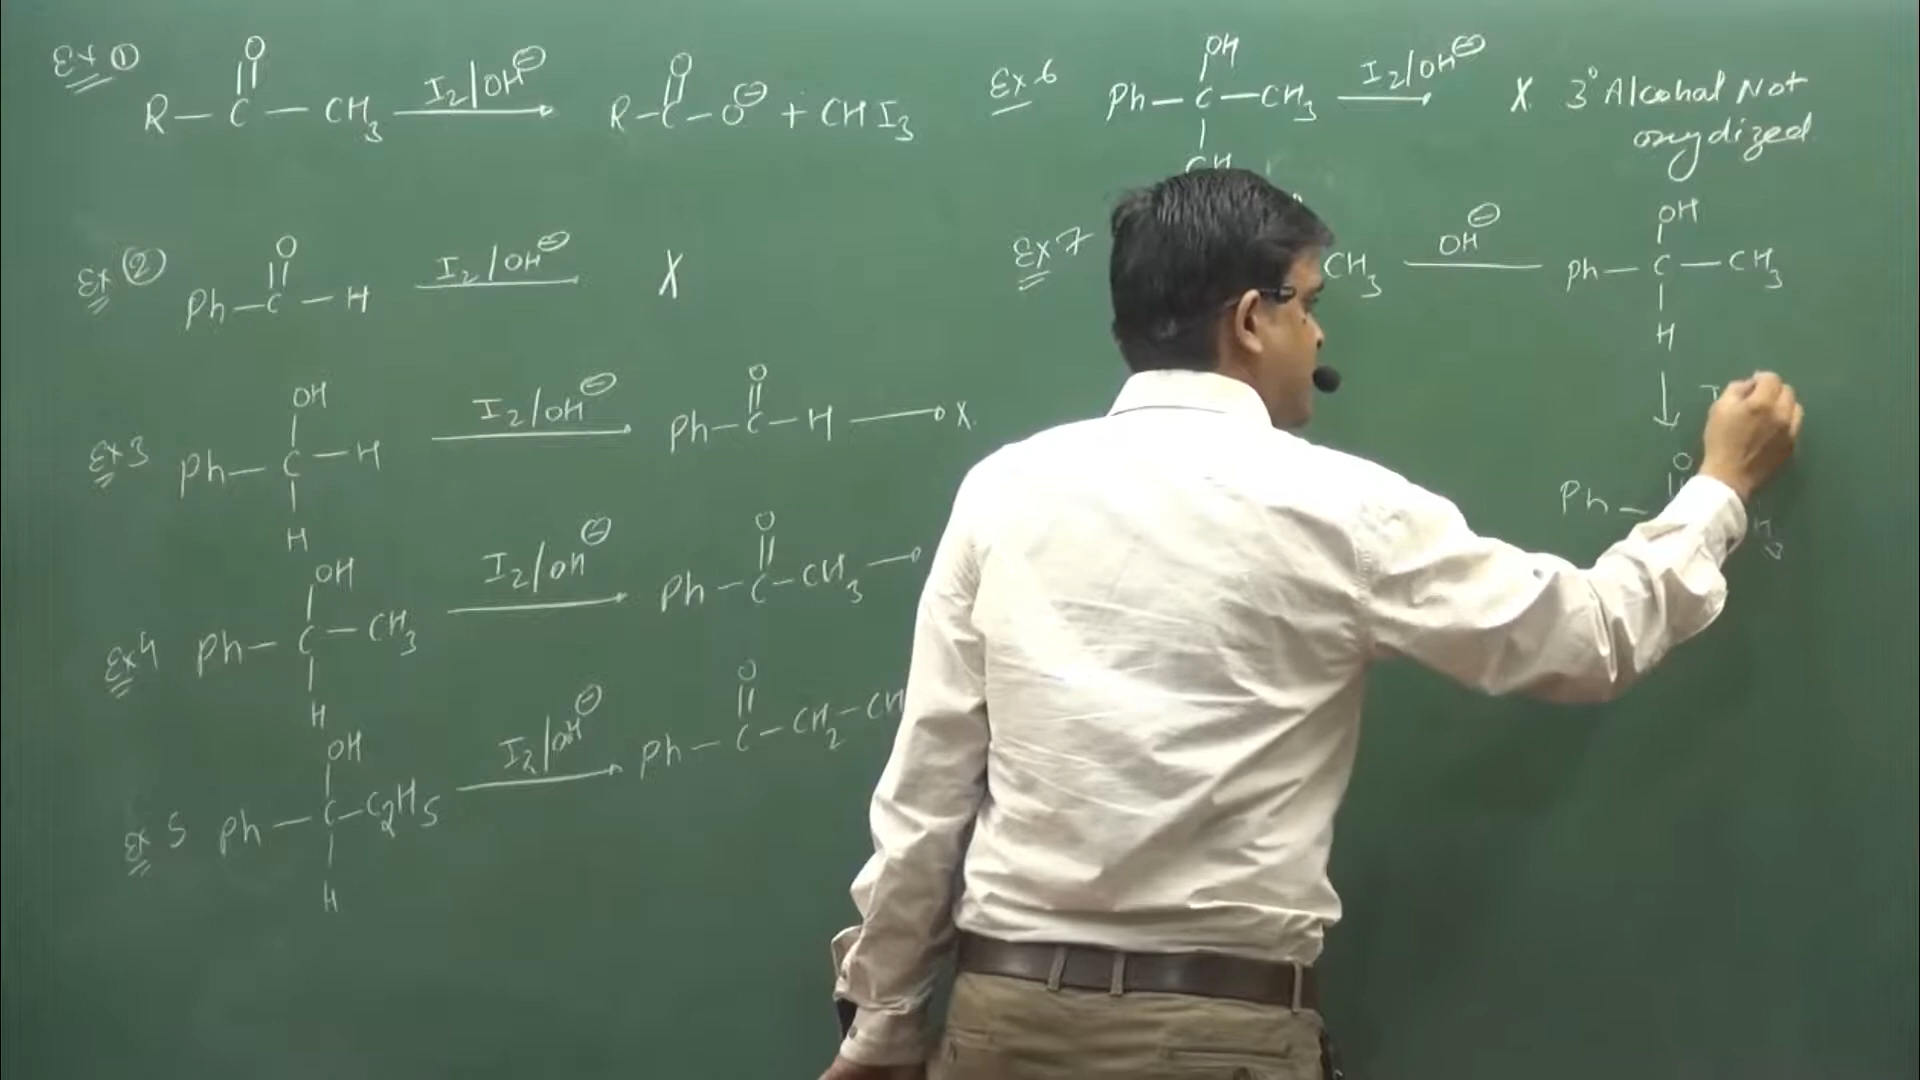 Ex ①
O
R — C — CH3 I2/OH⊖ R–C–O⊖ + CHI3
O
Ex ②
O
Ph–C–H I2/OH⊖ X
Ex 3
OH
Ph–C–H I2/OH⊖ Ph–C–H X
O
H
Ex 4
OH
Ph–C–CH3 I2/OH⊖ Ph–C–CH3
O
H
Ex 5
OH
Ph–C–C2H5 I2/OH⊖ Ph–C–CH2–CH
O
H
Ex 6
OH
Ph–C–CH3 I2/OH⊖ X 3° Alcohal Not
oxydized
CH
Ex 7
CH3 OH⊖ Ph–C–CH3
OH
H
O
Ph–